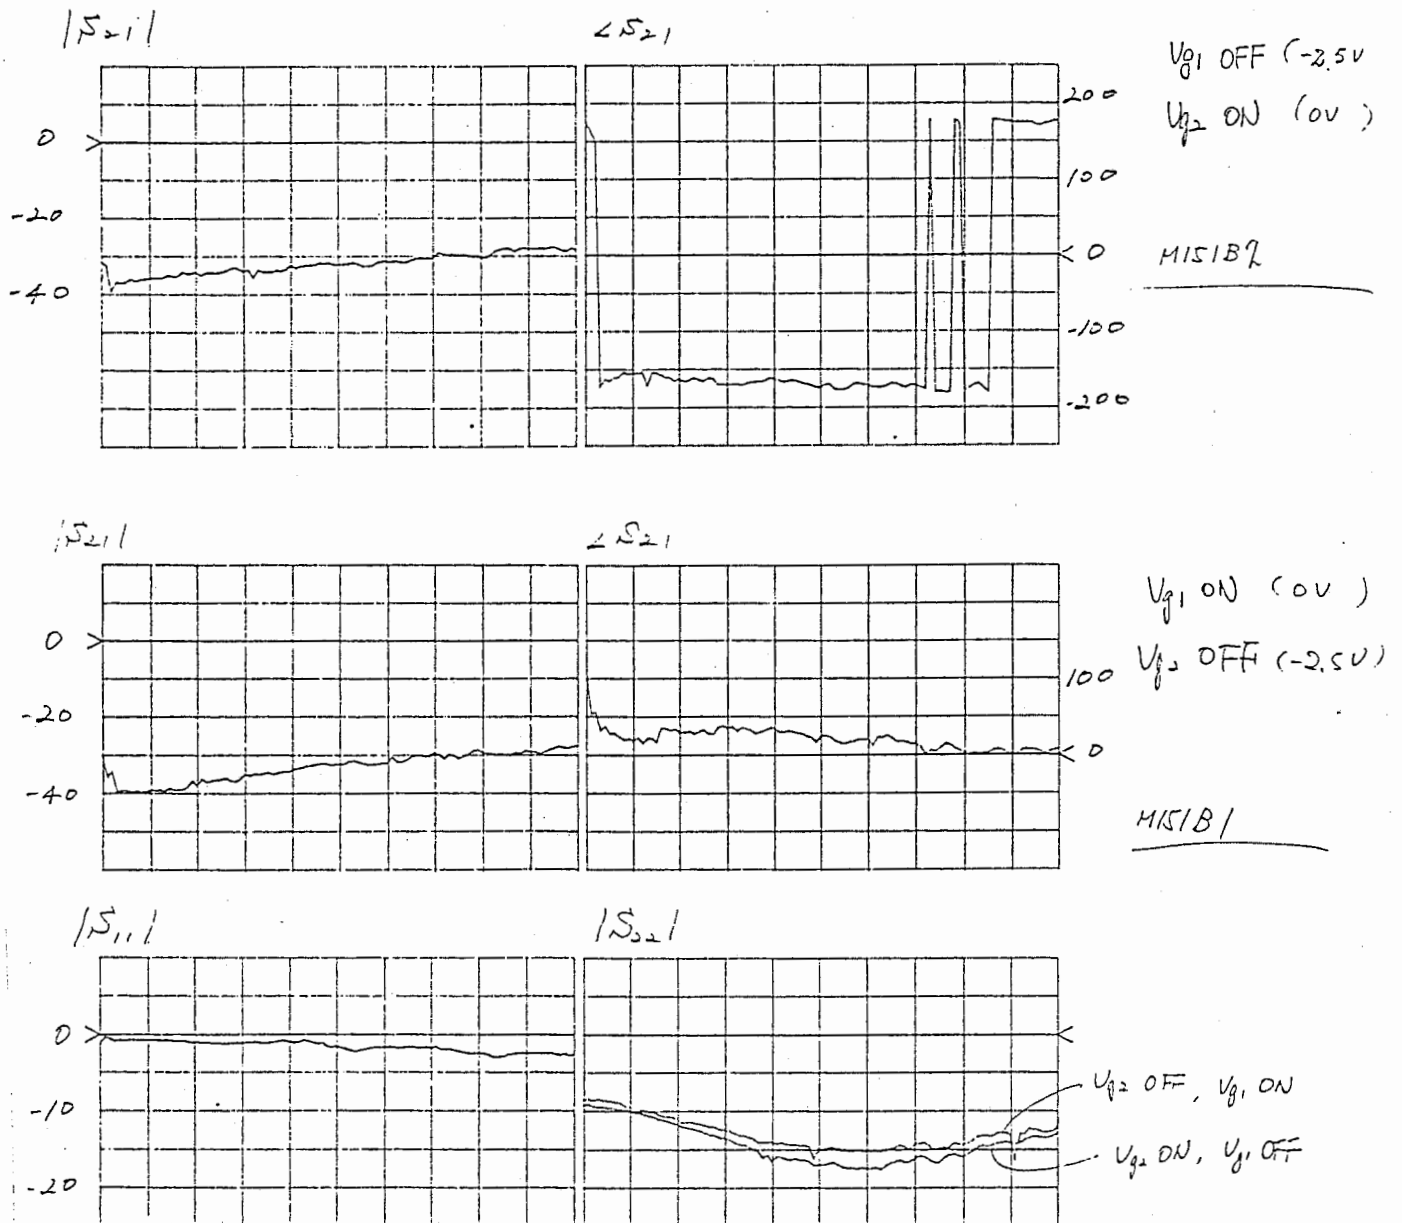 |S21| ∠S21
Vg1 OFF (-2.5V
Vg2 ON (0V )
0
-20
-40
200
100
0
-100
-200
M151B2
|S21| ∠S21
Vg1 ON (0V )
Vg2 OFF (-2.5V)
0
-20
-40
100
0
M151B1
|S11| |S22|
0
-10
-20
Vg2 OFF, Vg1 ON
Vg2 ON, Vg1 OFF